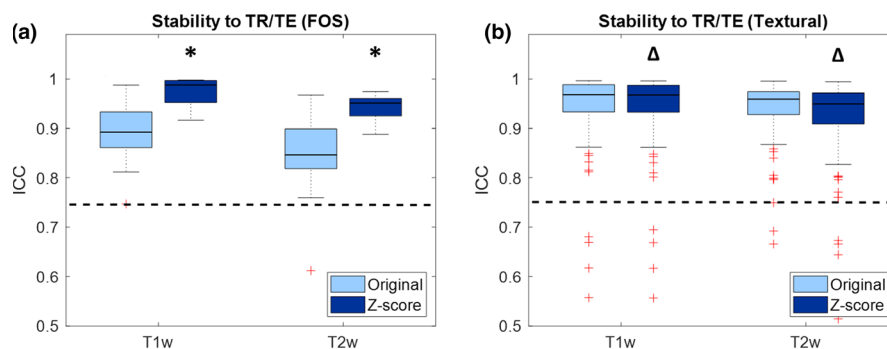 (a)
Stability to TR/TE (FOS)
*
*
1
0.9
0.8
0.7
0.6
0.5
ICC
T1w
T2w
Original
Z-score
(b)
Stability to TR/TE (Textural)
Δ
Δ
1
0.9
0.8
0.7
0.6
0.5
ICC
T1w
T2w
Original
Z-score